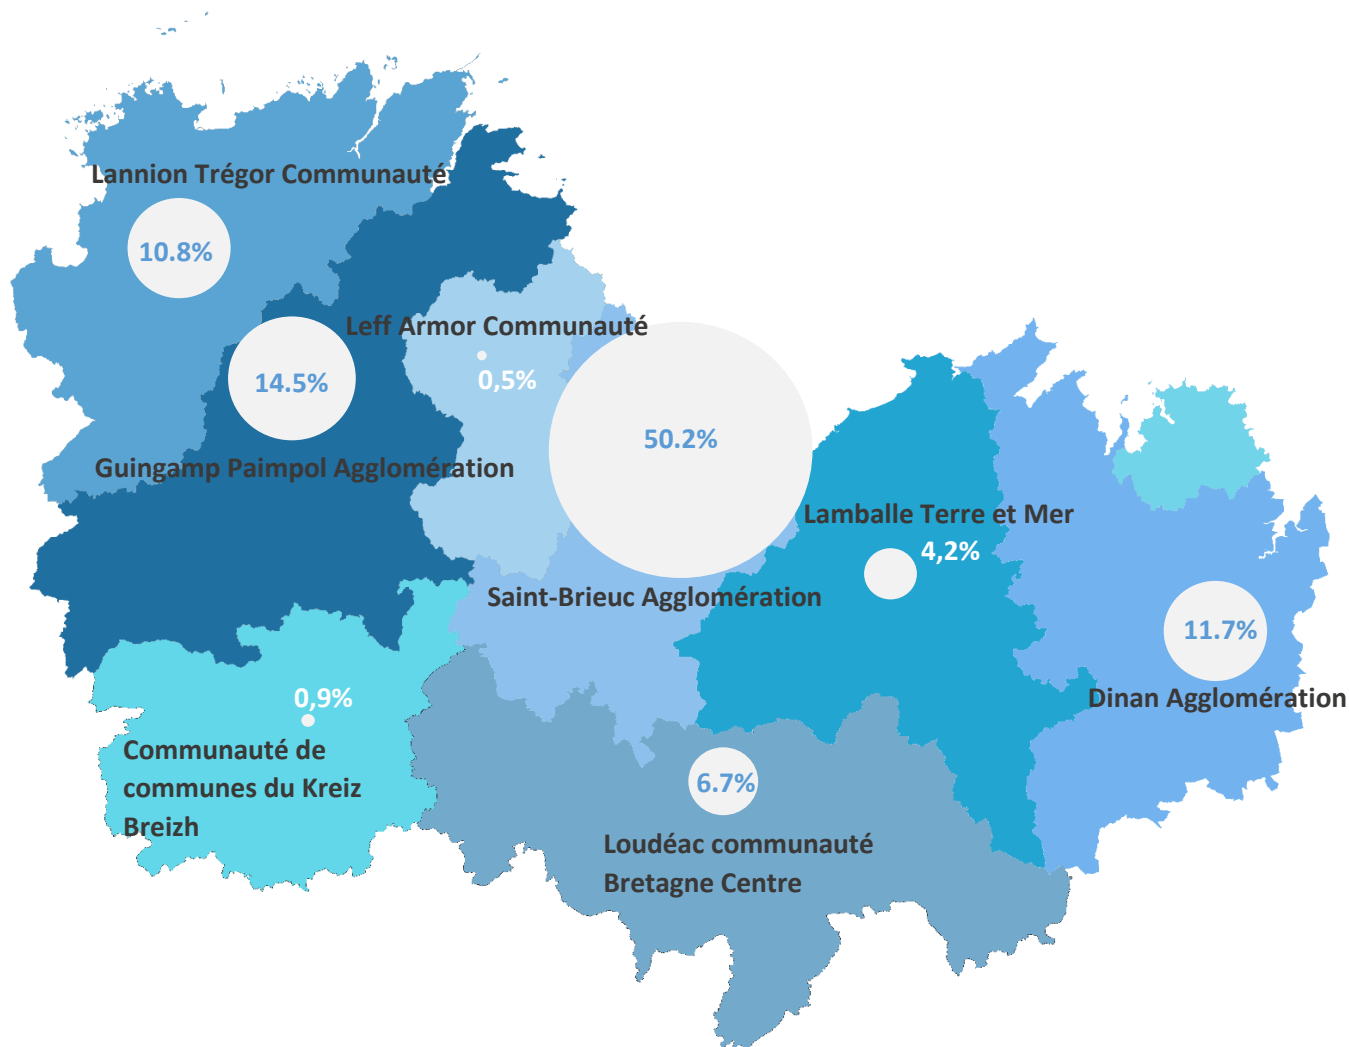 Lannion Trégor Communauté
10.8%
Leff Armor Communauté
0,5%
14.5%
50.2%
Guingamp Paimpol Agglomération
Lamballe Terre et Mer
4,2%
Saint-Brieuc Agglomération
11.7%
Dinan Agglomération
0,9%
Communauté de
communes du Kreiz
Breizh
6.7%
Loudéac communauté
Bretagne Centre